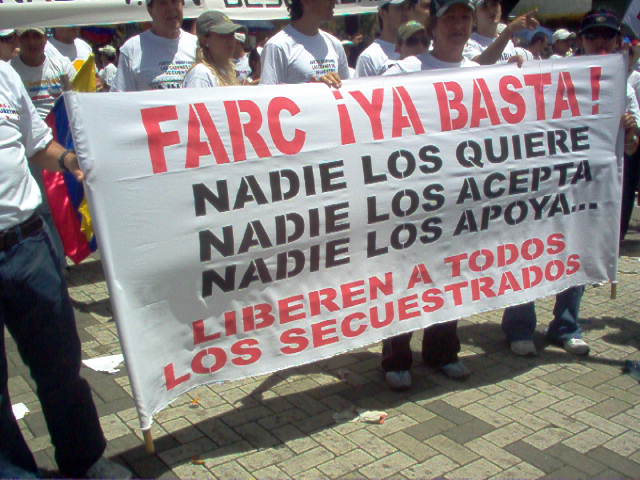 FARC ¡YA BASTA!
NADIE LOS QUIERE
NADIE LOS ACEPTA
NADIE LOS APOYA...
LIBEREN A TODOS
LOS SECUESTRADOS